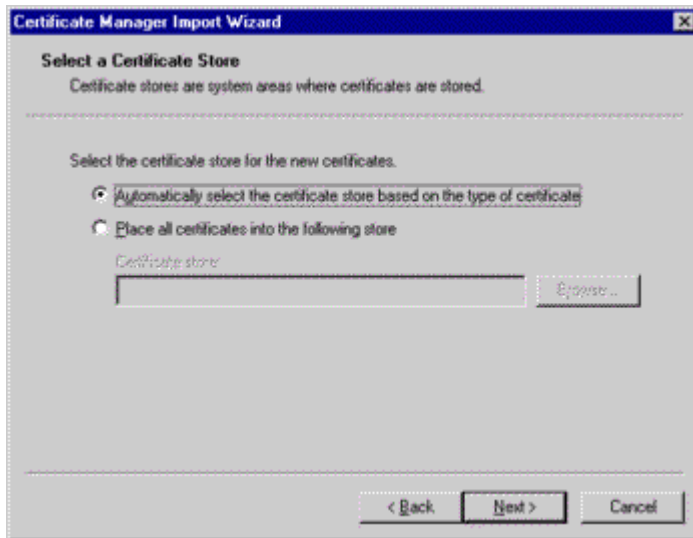 Certificate Manager Import Wizard
Select a Certificate Store
Certificate stores are system areas where certificates are stored.
Select the certificate store for the new certificates.
Automatically select the certificate store based on the type of certificate
Place all certificates into the following store
Certificate store:
Browse...
< Back
Next >
Cancel